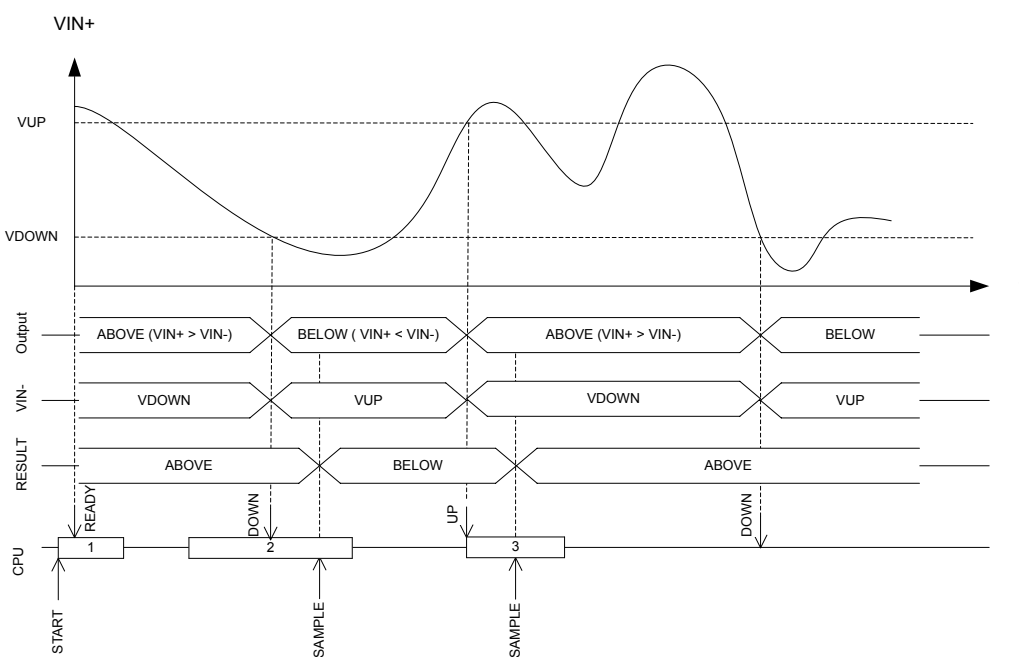 VIN+
VUP
VDOWN
Output
ABOVE (VIN+ > VIN-)
BELOW ( VIN+ < VIN-)
ABOVE (VIN+ > VIN-)
BELOW
VIN-
VDOWN
VUP
VDOWN
VUP
RESULT
ABOVE
BELOW
ABOVE
READY
DOWN
UP
DOWN
CPU
1
2
3
START
SAMPLE
SAMPLE